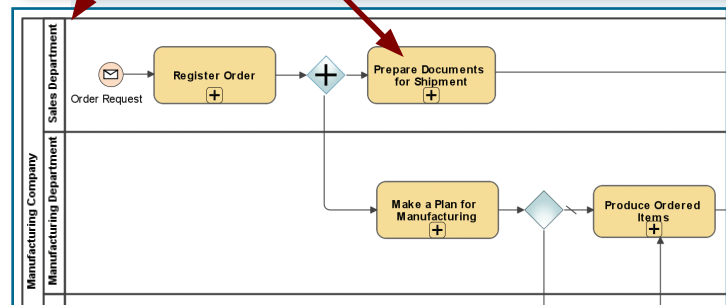 Manufacturing Company
Sales Department
Order Request
Register Order
Prepare Documents
for Shipment
Manufacturing Department
Make a Plan for
Manufacturing
Produce Ordered
Items